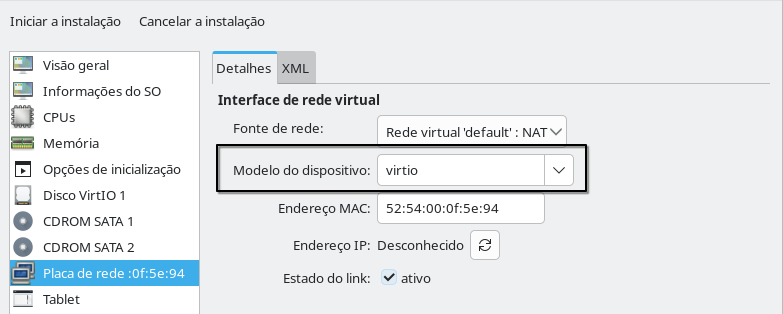 Iniciar a instalação Cancelar a instalação
Visão geral
Informações do SO
CPUs
Memória
Opções de inicialização
Disco VirtIO 1
CDROM SATA 1
CDROM SATA 2
Placa de rede :0f:5e:94
Tablet
Detalhes XML
Interface de rede virtual
Fonte de rede: Rede virtual 'default' : NAT
Modelo do dispositivo: virtio
Endereço MAC: 52:54:00:0f:5e:94
Endereço IP: Desconhecido
Estado do link: ativo